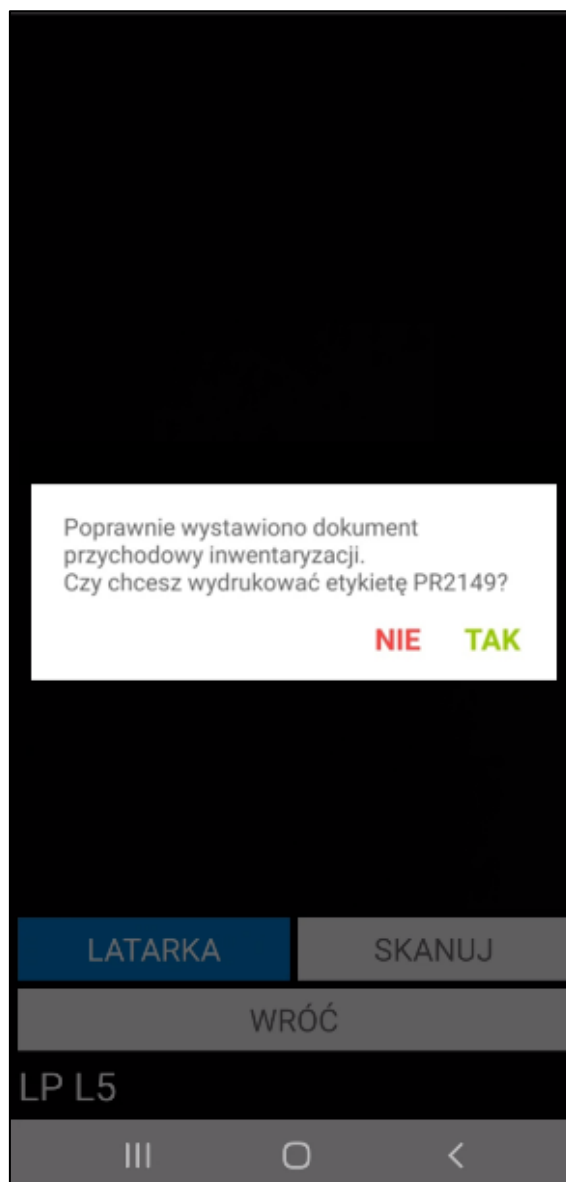 Poprawnie wystawiono dokument
przychodowy inwentaryzacji.
Czy chcesz wydrukować etykietę PR2149?
NIE TAK
LATARKA SKANUJ
WRÓĆ
LP L5